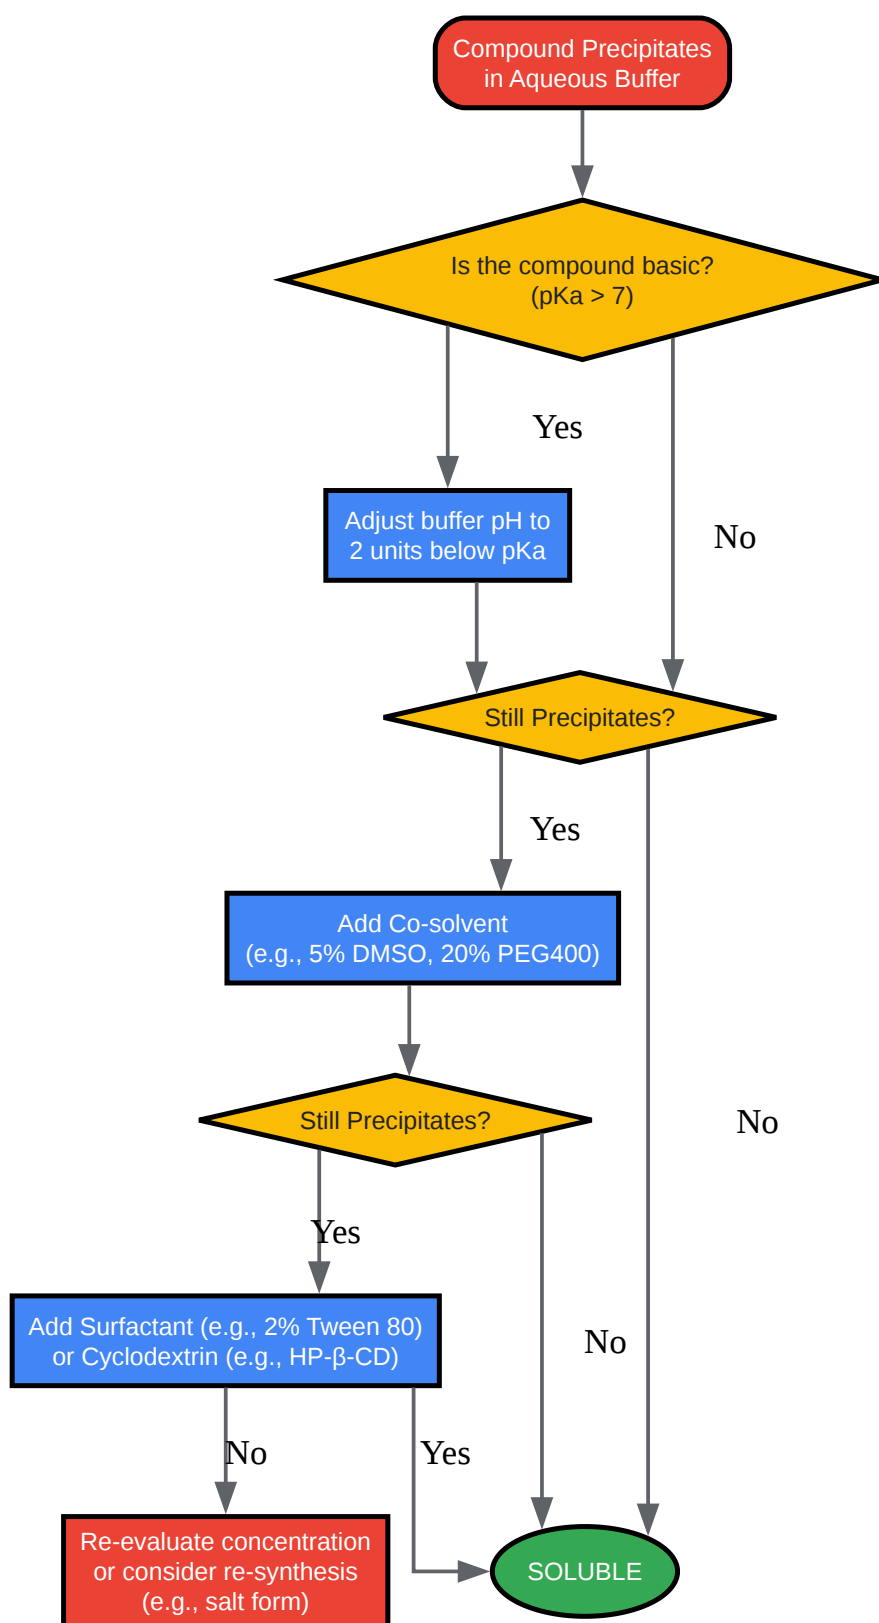 Compound Precipitates
in Aqueous Buffer
Is the compound basic?
(pKa > 7)
Yes
No
Adjust buffer pH to
2 units below pKa
Still Precipitates?
Yes
No
Add Co-solvent
(e.g., 5% DMSO, 20% PEG400)
Still Precipitates?
Yes
No
Add Surfactant (e.g., 2% Tween 80)
or Cyclodextrin (e.g., HP-β-CD)
No
Yes
Re-evaluate concentration
or consider re-synthesis
(e.g., salt form)
SOLUBLE